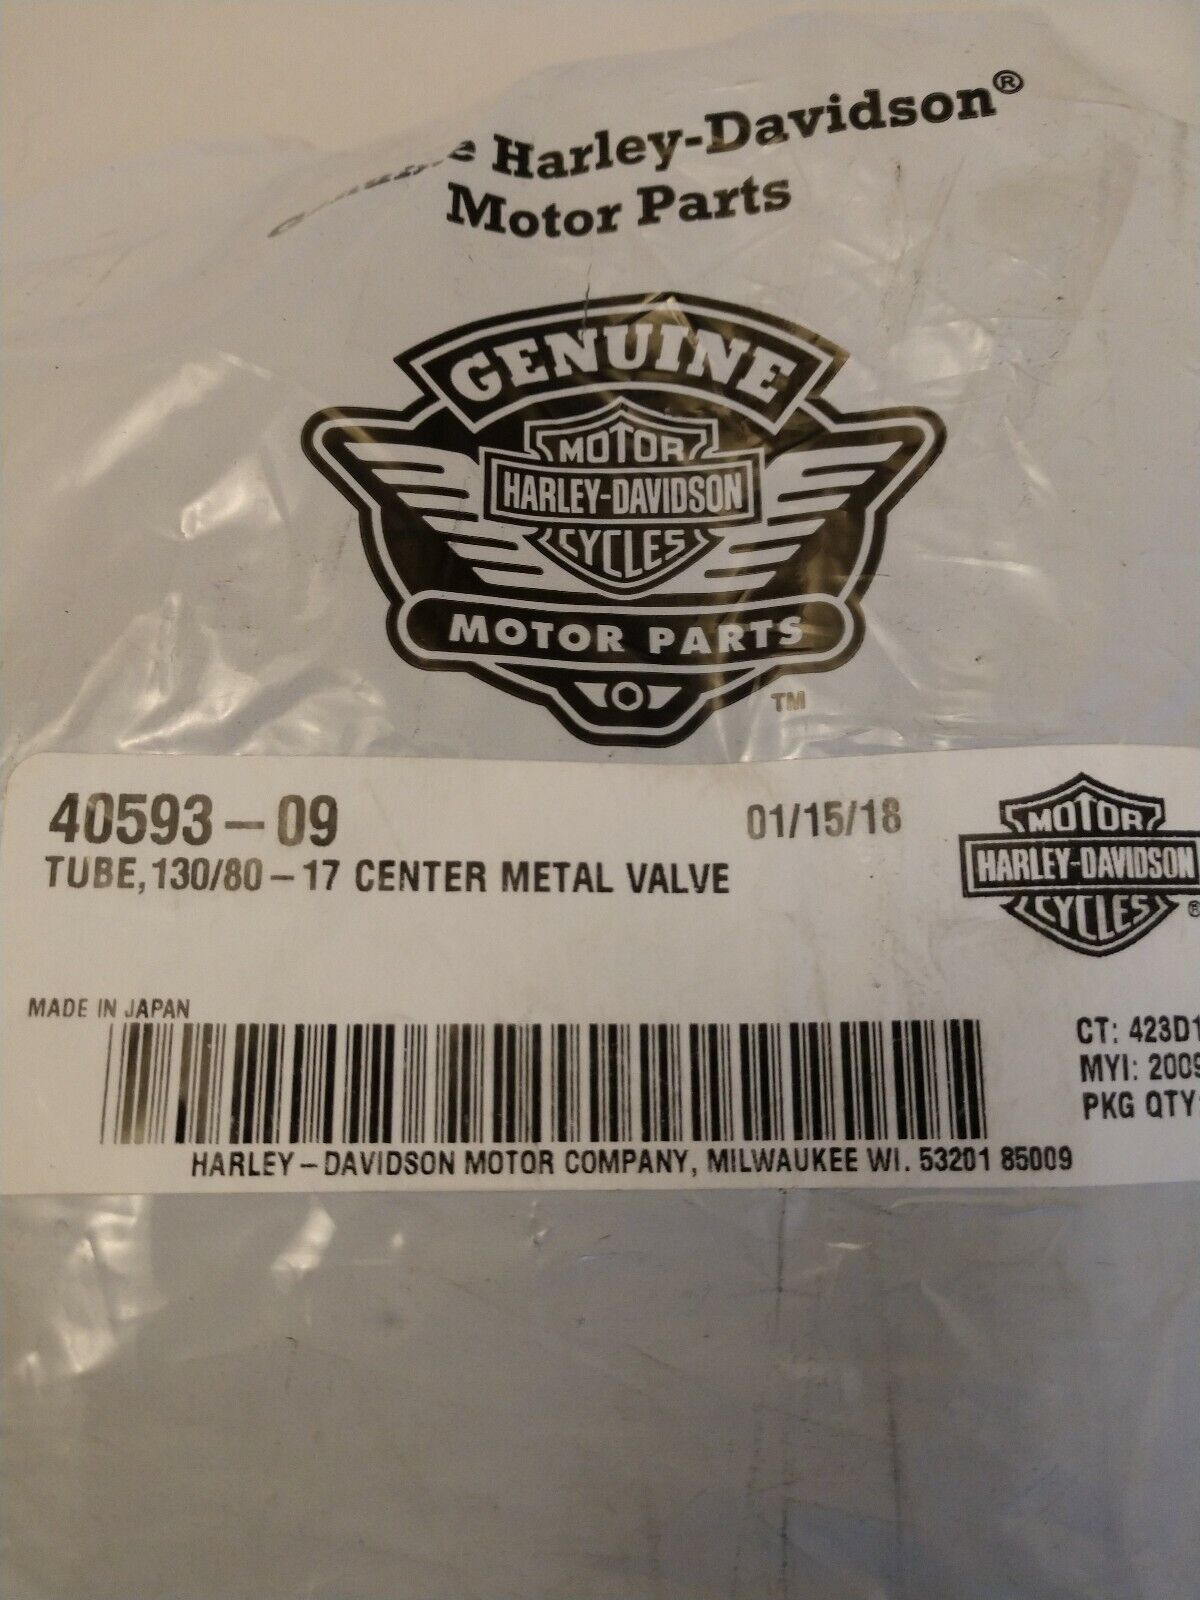 Harley-Davidson®
Motor Parts
GENUINE
MOTOR
HARLEY-DAVIDSON
CYCLES
MOTOR PARTS
TM
40593-09
01/15/18
TUBE,130/80-17 CENTER METAL VALVE
MOTOR
HARLEY-DAVIDSON
CYCLES
®
MADE IN JAPAN
CT: 423D1
MYI: 2009
PKG QTY:
HARLEY-DAVIDSON MOTOR COMPANY, MILWAUKEE WI. 53201 85009